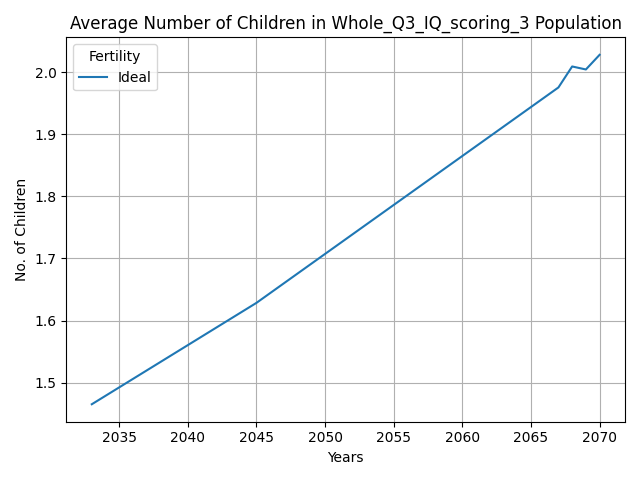 Average Number of Children in Whole_Q3_IQ_scoring_3 Population
Fertility
Ideal
No. of Children
2.0
1.9
1.8
1.7
1.6
1.5
2035 2040 2045 2050 2055 2060 2065 2070
Years